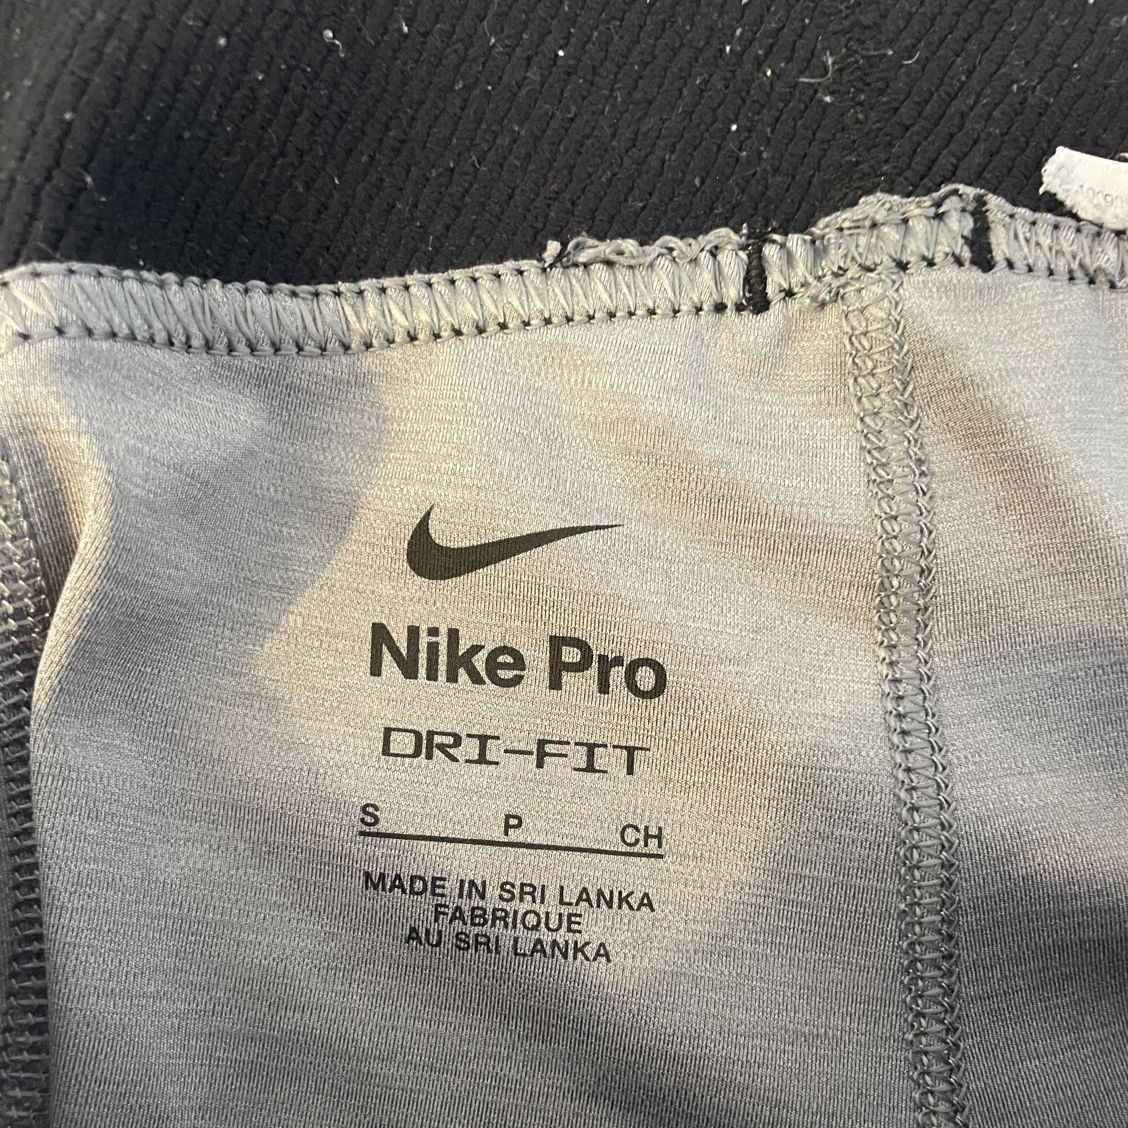 Nike Pro
DRI-FIT
S P CH
MADE IN SRI LANKA
FABRIQUE
AU SRI LANKA